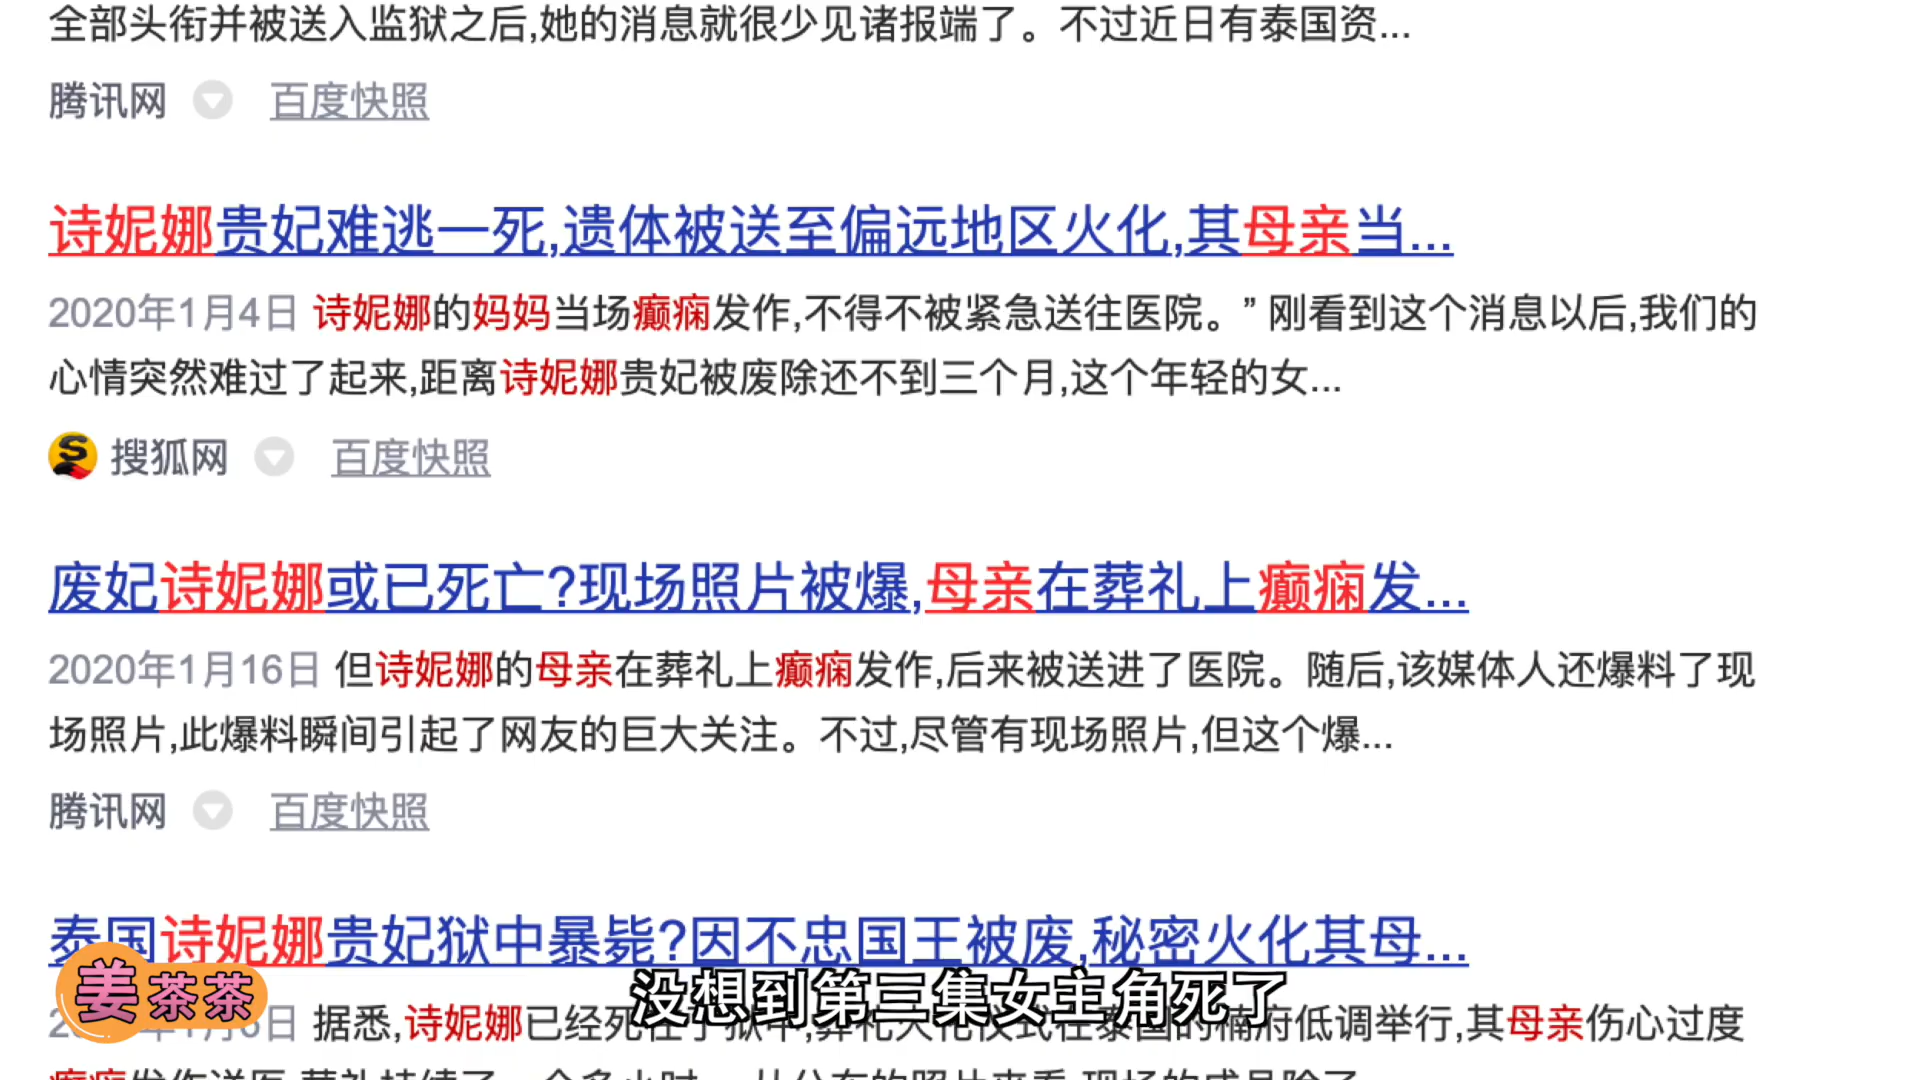 全部头衔并被送入监狱之后,她的消息就很少见诸报端了。不过近日有泰国资...
腾讯网 百度快照
诗妮娜贵妃难逃一死,遗体被送至偏远地区火化,其母亲当...
2020年1月4日 诗妮娜的妈妈当场癫痫发作,不得不被紧急送往医院。” 刚看到这个消息以后,我们的
心情突然难过了起来,距离诗妮娜贵妃被废除还不到三个月,这个年轻的女...
搜狐网 百度快照
废妃诗妮娜或已死亡?现场照片被爆,母亲在葬礼上癫痫发...
2020年1月16日 但诗妮娜的母亲在葬礼上癫痫发作,后来被送进了医院。随后,该媒体人还爆料了现
场照片,此爆料瞬间引起了网友的巨大关注。不过,尽管有现场照片,但这个爆...
腾讯网 百度快照
泰国诗妮娜贵妃狱中暴毙?因不忠国王被废,秘密火化其母...
姜茶茶
没想到第三集女主角死了
据悉,诗妮娜已经死在了狱中,葬礼火化仪式在泰国的楠府低调举行,其母亲伤心过度